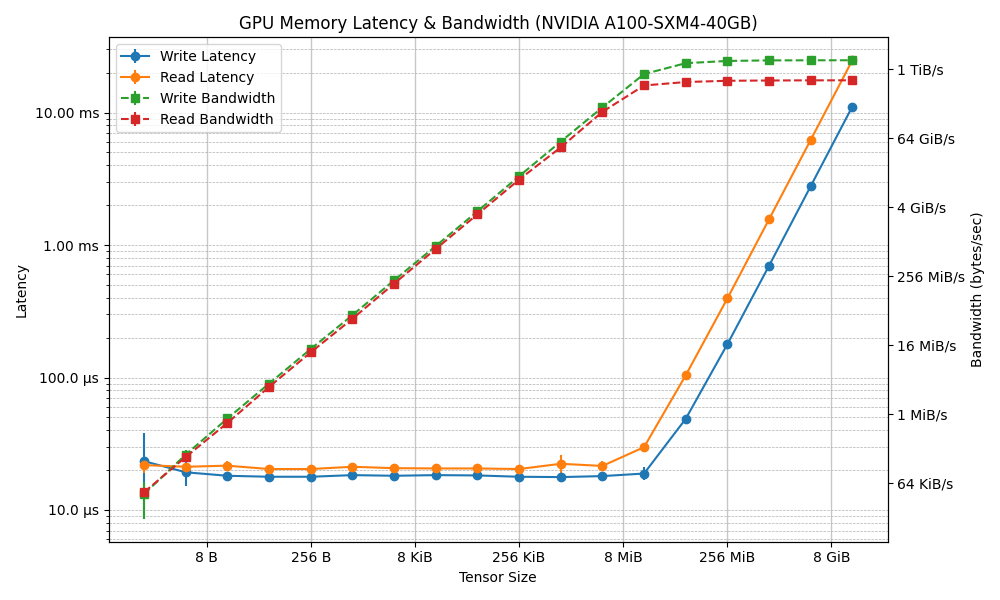 GPU Memory Latency & Bandwidth (NVIDIA A100-SXM4-40GB)
Write Latency
Read Latency
Write Bandwidth
Read Bandwidth
10.00 ms
1.00 ms
100.0 μs
10.0 μs
Latency
1 TiB/s
64 GiB/s
4 GiB/s
256 MiB/s
16 MiB/s
1 MiB/s
64 KiB/s
Bandwidth (bytes/sec)
8 B
256 B
8 KiB
256 KiB
8 MiB
256 MiB
8 GiB
Tensor Size